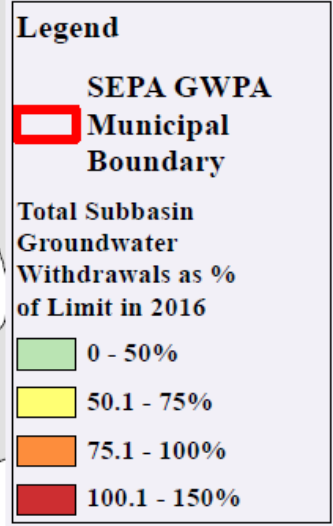 Legend
SEPA GWPA
Municipal
Boundary
Total Subbasin
Groundwater
Withdrawals as %
of Limit in 2016
0 - 50%
50.1 - 75%
75.1 - 100%
100.1 - 150%